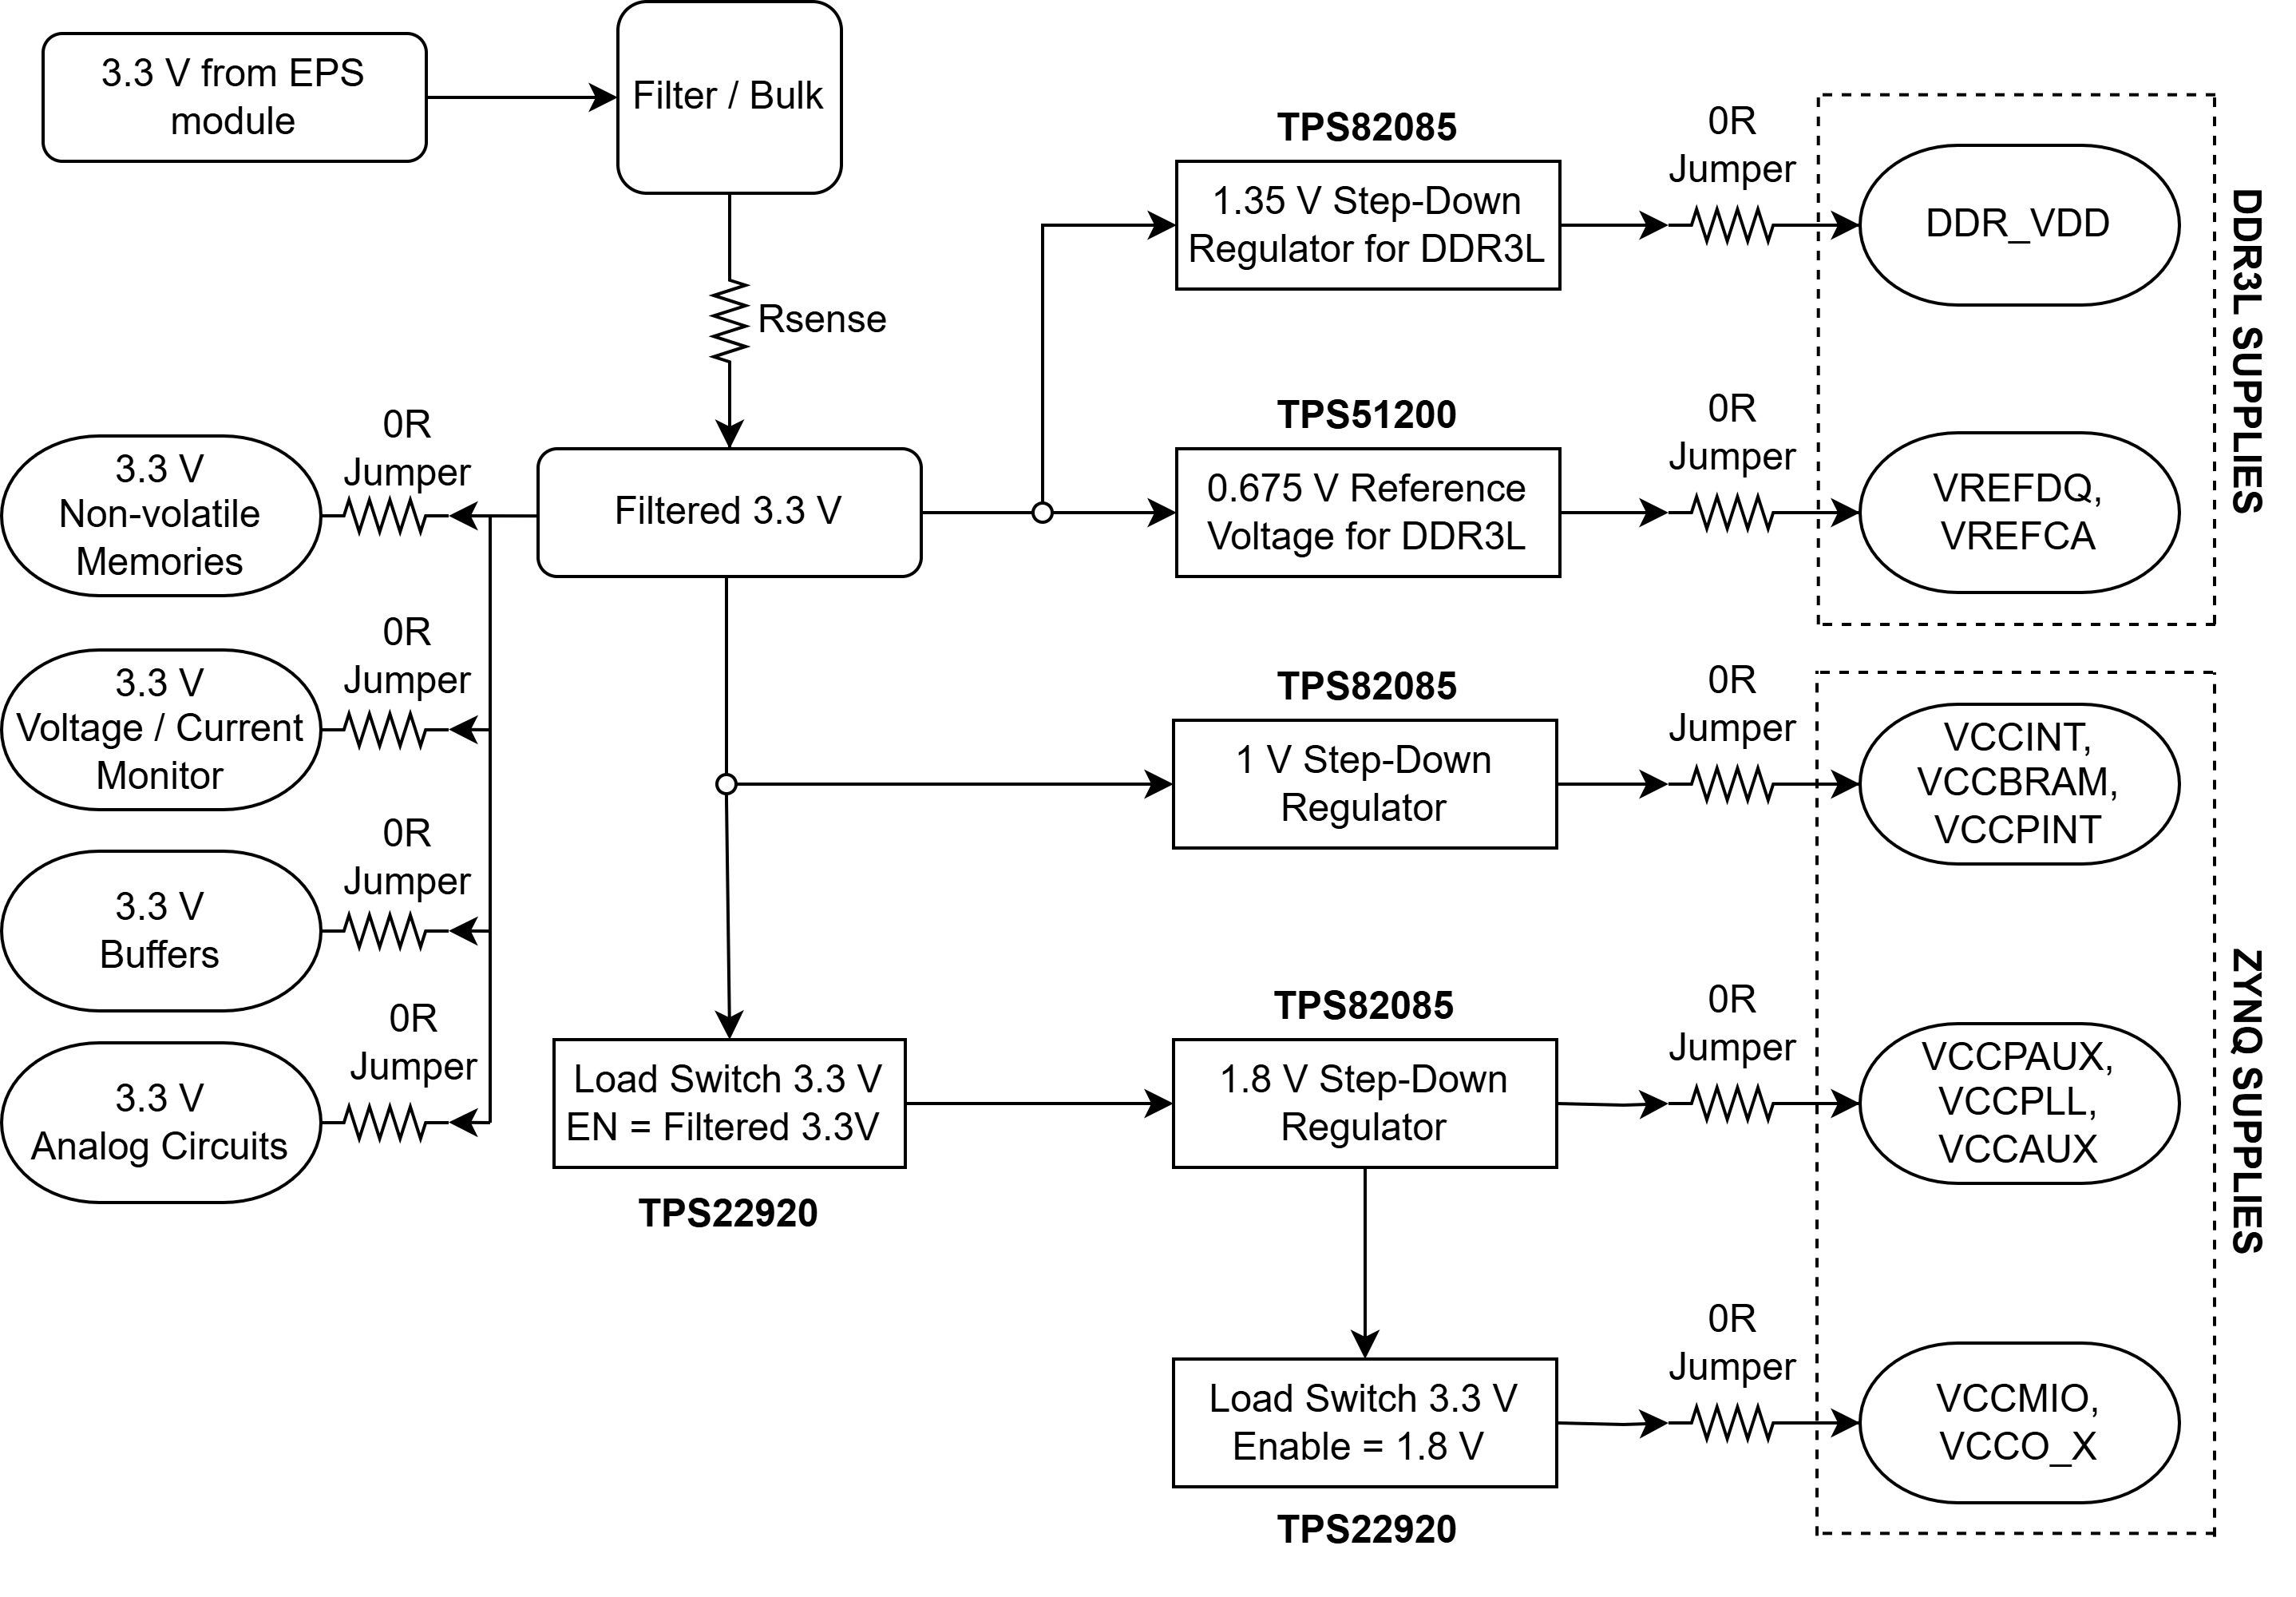 3.3 V from EPS
module
Filter / Bulk
Rsense
Filtered 3.3 V
0R
Jumper
3.3 V
Non-volatile
Memories
0R
Jumper
3.3 V
Voltage / Current
Monitor
0R
Jumper
3.3 V
Buffers
0R
Jumper
3.3 V
Analog Circuits
Load Switch 3.3 V
EN = Filtered 3.3V
TPS22920
TPS82085
1.35 V Step-Down
Regulator for DDR3L
0R
Jumper
DDR_VDD
TPS51200
0.675 V Reference
Voltage for DDR3L
0R
Jumper
VREFDQ,
VREFCA
DDR3L SUPPLIES
TPS82085
1 V Step-Down
Regulator
0R
Jumper
VCCINT,
VCCBRAM,
VCCPINT
TPS82085
1.8 V Step-Down
Regulator
0R
Jumper
VCCPAUX,
VCCPLL,
VCCAUX
Load Switch 3.3 V
Enable = 1.8 V
TPS22920
0R
Jumper
VCCMIO,
VCCO_X
ZYNQ SUPPLIES